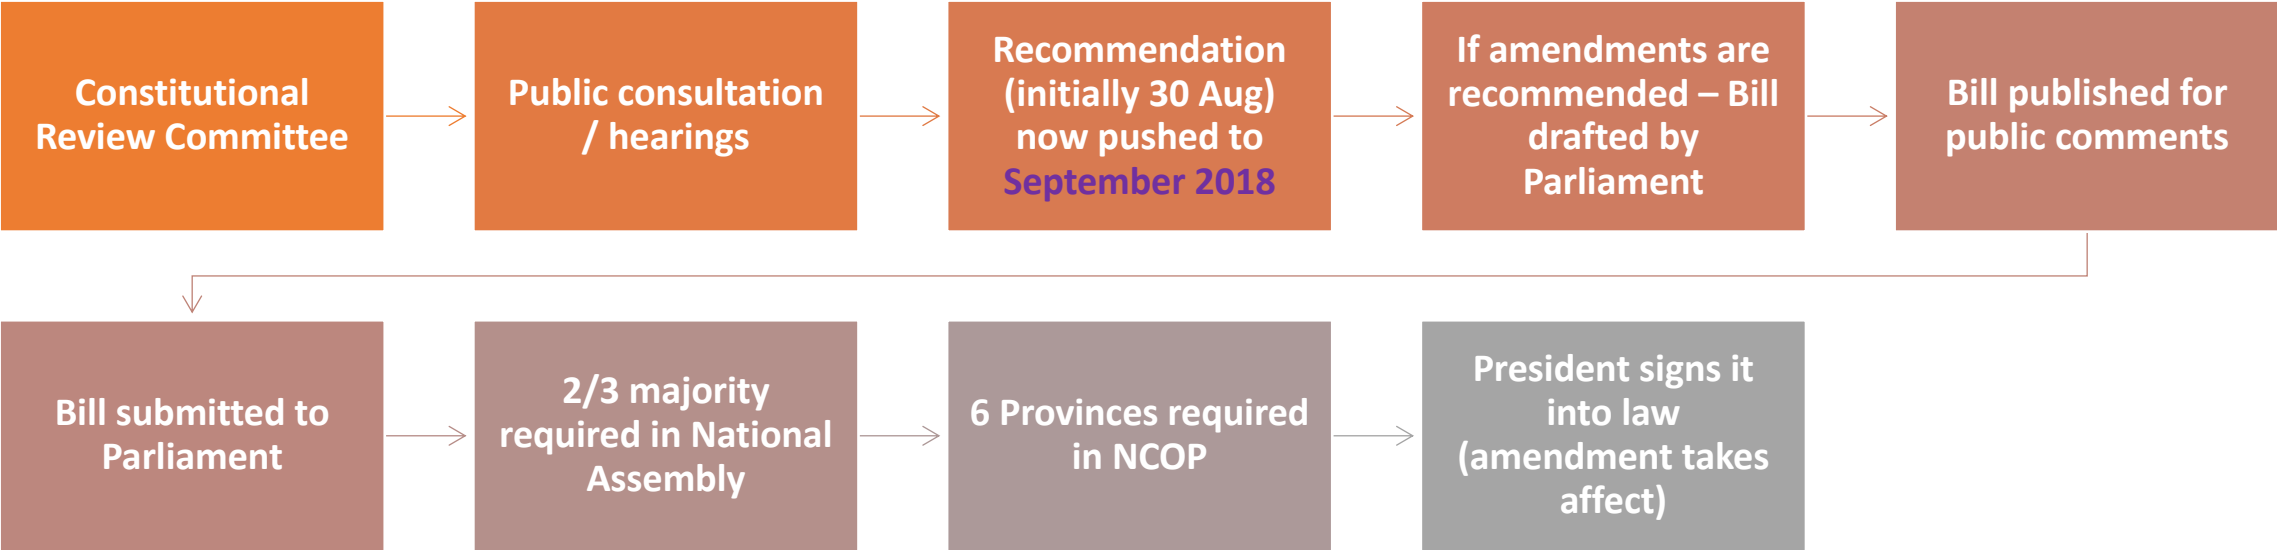 Constitutional
Review Committee
Public consultation
/ hearings
Recommendation
(initially 30 Aug)
now pushed to
September 2018
If amendments are
recommended – Bill
drafted by
Parliament
Bill published for
public comments
Bill submitted to
Parliament
2/3 majority
required in National
Assembly
6 Provinces required
in NCOP
President signs it
into law
(amendment takes
affect)